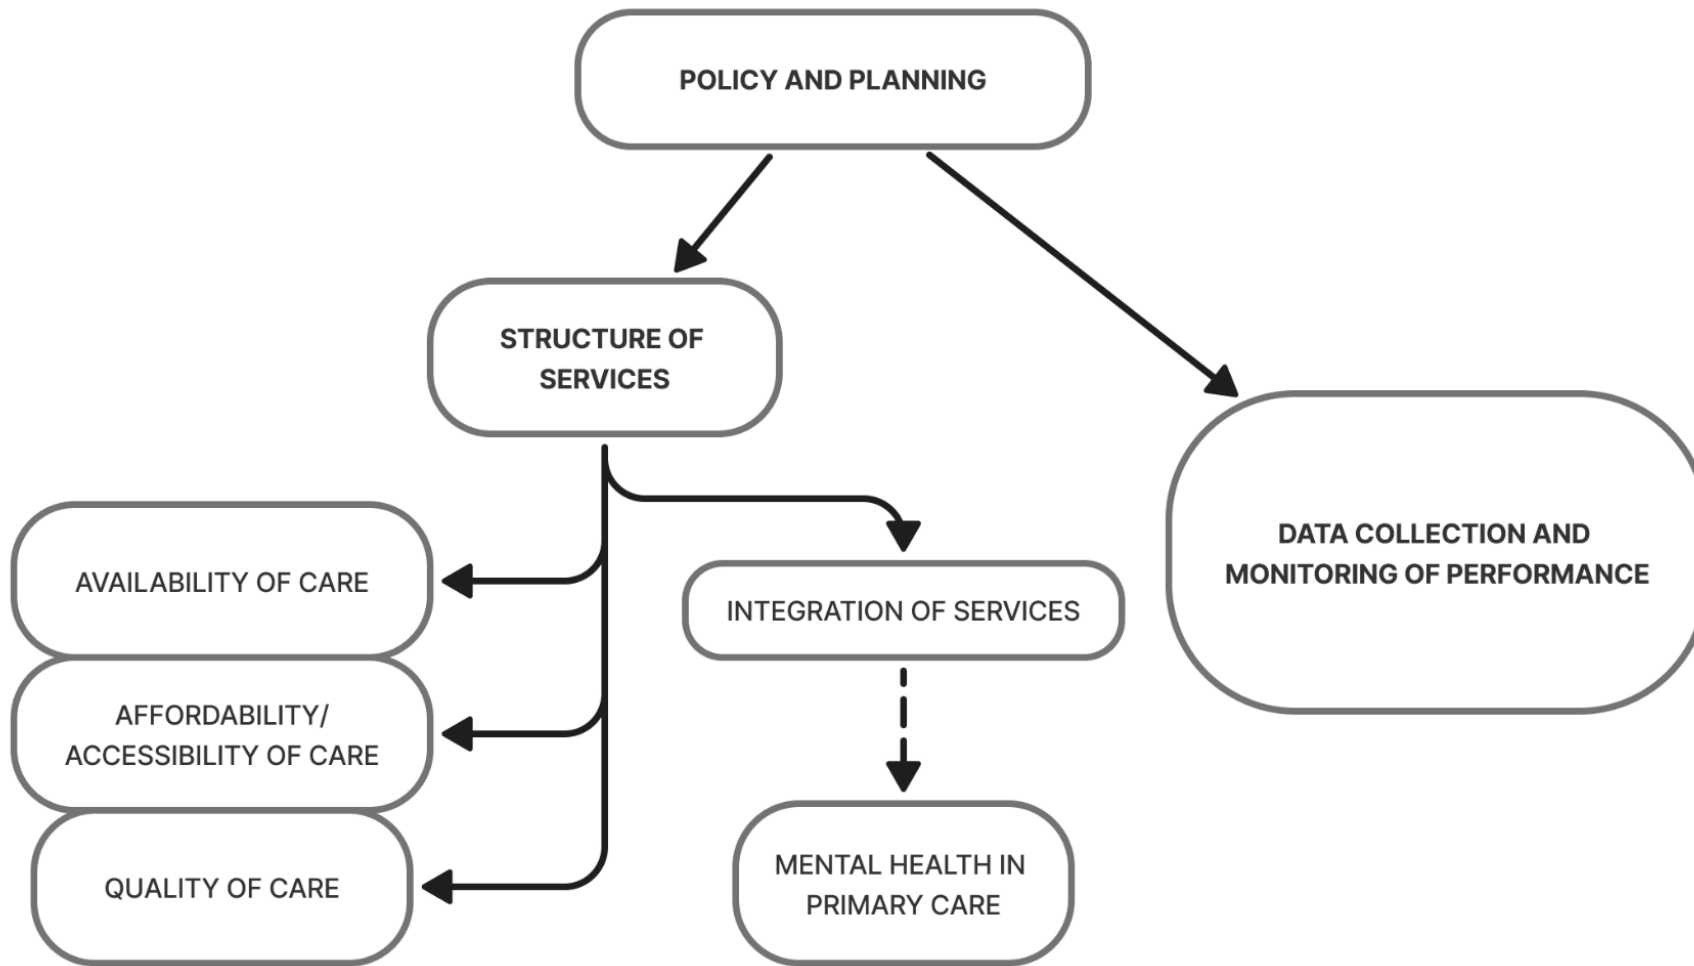 POLICY AND PLANNING
STRUCTURE OF
SERVICES
DATA COLLECTION AND
MONITORING OF PERFORMANCE
AVAILABILITY OF CARE
INTEGRATION OF SERVICES
AFFORDABILITY/
ACCESSIBILITY OF CARE
MENTAL HEALTH IN
PRIMARY CARE
QUALITY OF CARE